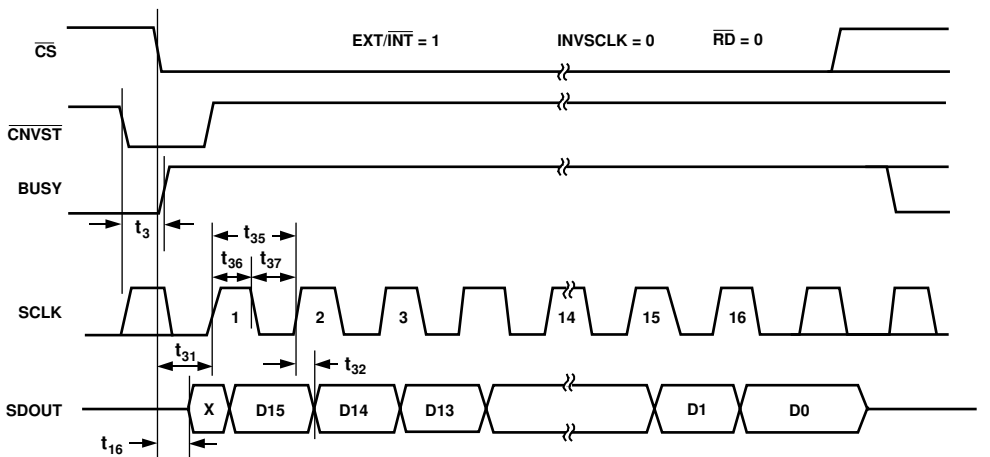 EXT/INT = 1 INVSCLK = 0 RD = 0
CS
CNVST
BUSY
t3
t35
t36 t37
SCLK 1 2 3 14 15 16
t31
t32
SDOUT X D15 D14 D13 D1 D0
t16